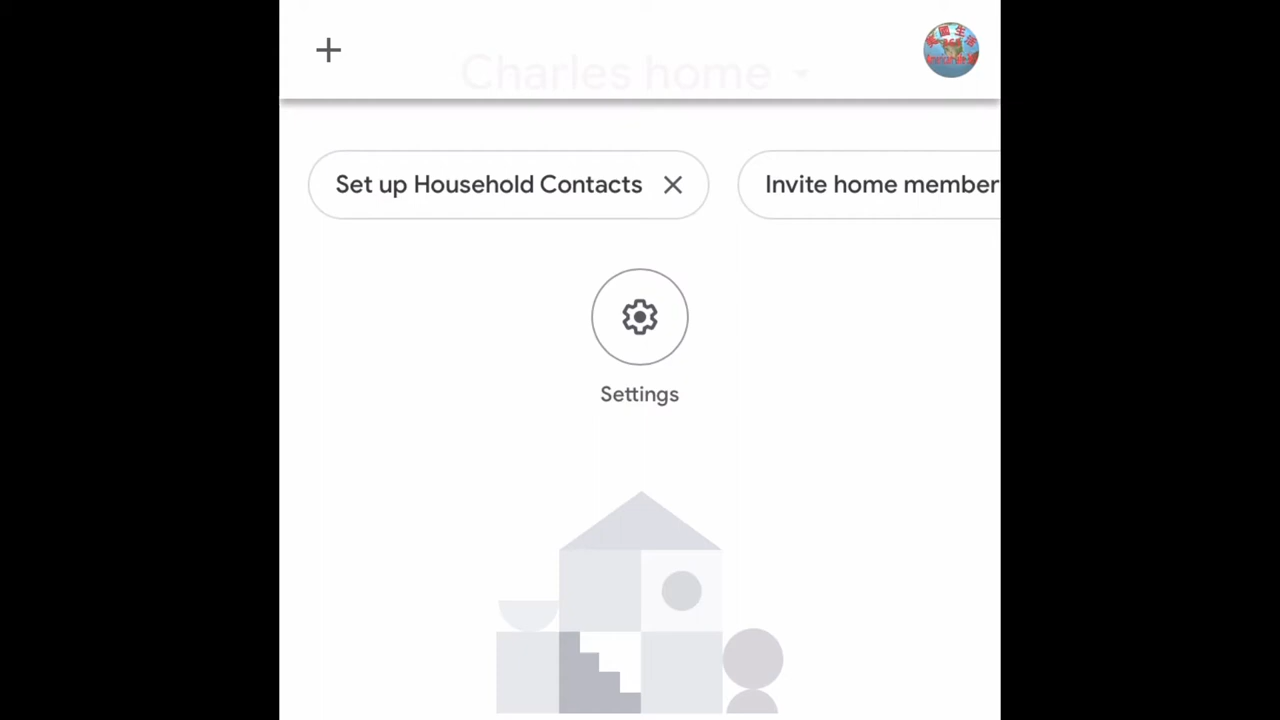 Charles home
Set up Household Contacts
Invite home member
Settings